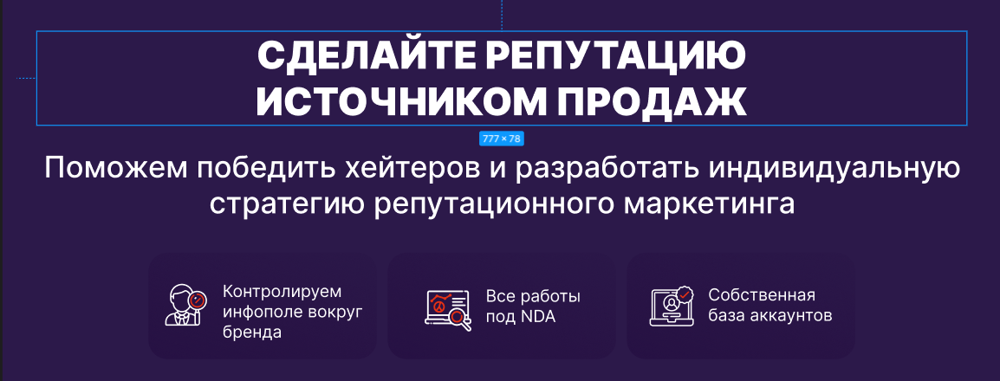 СДЕЛАЙТЕ РЕПУТАЦИЮ
ИСТОЧНИКОМ ПРОДАЖ
777 × 78
Поможем победить хейтеров и разработать индивидуальную
стратегию репутационного маркетинга
Контролируем
инфополе вокруг
бренда
Все работы
под NDA
Собственная
база аккаунтов